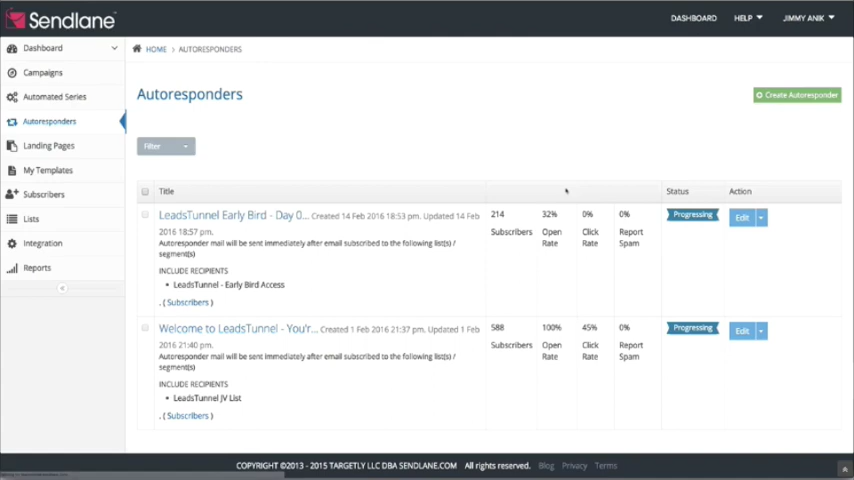 Sendlane
DASHBOARD HELP JIMMY ANIK
Dashboard
Campaigns
Automated Series
Autoresponders
Landing Pages
My Templates
Subscribers
Lists
Integration
Reports
HOME > AUTORESPONDERS
Autoresponders
Create Autoresponder
Filter
Title Status Action
LeadsTunnel Early Bird - Day 0... Created 14 Feb 2016 18:53 pm. Updated 14 Feb
2016 18:57 pm.
Autoresponder mail will be sent immediately after email subscribed to the following list(s) /
segment(s)
INCLUDE RECIPIENTS
• LeadsTunnel - Early Bird Access
. ( Subscribers )
214 32% 0% 0%
Subscribers Open Click Report
Rate Rate Spam
Progressing
Edit
Welcome to LeadsTunnel - You'r... Created 1 Feb 2016 21:37 pm. Updated 1 Feb
2016 21:40 pm.
Autoresponder mail will be sent immediately after email subscribed to the following list(s) /
segment(s)
INCLUDE RECIPIENTS
• LeadsTunnel JV List
. ( Subscribers )
588 100% 45% 0%
Subscribers Open Click Report
Rate Rate Spam
Progressing
Edit
COPYRIGHT ©2013 - 2015 TARGETLY LLC DBA SENDLANE.COM All rights reserved. Blog Privacy Terms